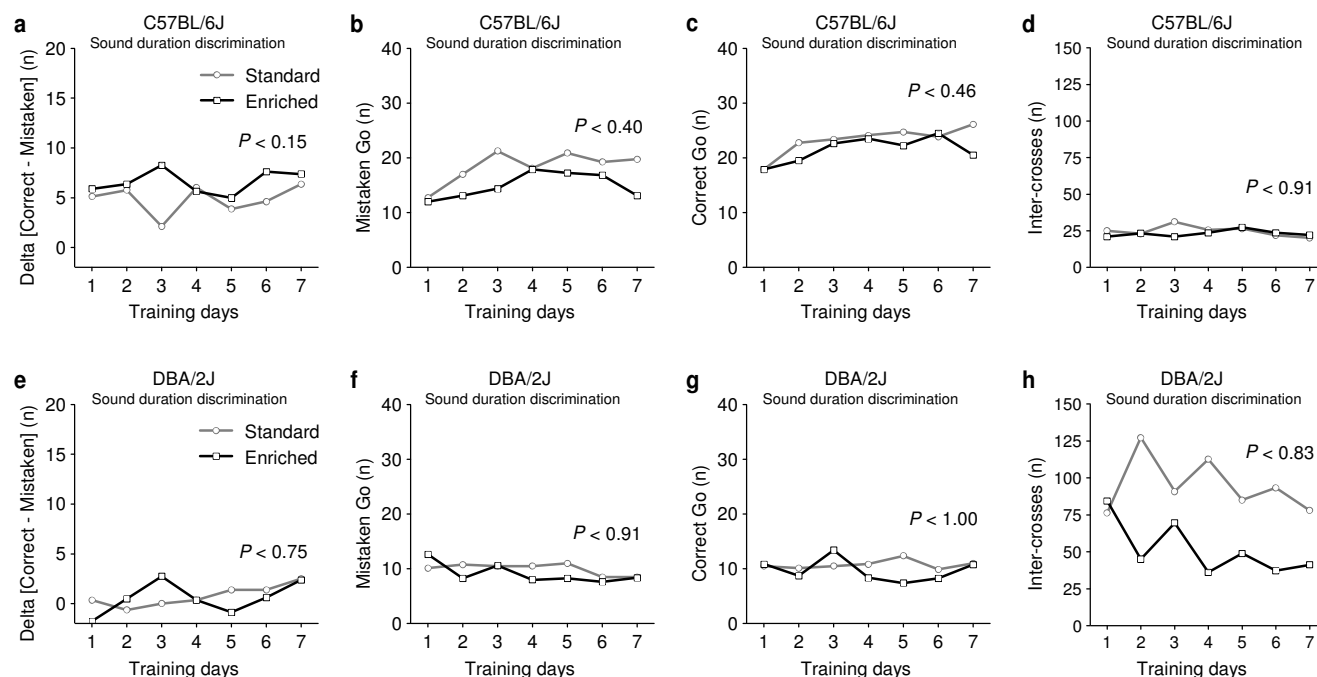 a
C57BL/6J
Sound duration discrimination
Delta [Correct - Mistaken] (n)
20
15
10
5
0
Standard
Enriched
P < 0.15
1 2 3 4 5 6 7
Training days
b
C57BL/6J
Sound duration discrimination
Mistaken Go (n)
40
30
20
10
0
P < 0.40
1 2 3 4 5 6 7
Training days
c
C57BL/6J
Sound duration discrimination
Correct Go (n)
40
30
20
10
0
P < 0.46
1 2 3 4 5 6 7
Training days
d
C57BL/6J
Sound duration discrimination
Inter-crosses (n)
150
125
100
75
50
25
0
P < 0.91
1 2 3 4 5 6 7
Training days
e
DBA/2J
Sound duration discrimination
Delta [Correct - Mistaken] (n)
20
15
10
5
0
Standard
Enriched
P < 0.75
1 2 3 4 5 6 7
Training days
f
DBA/2J
Sound duration discrimination
Mistaken Go (n)
40
30
20
10
0
P < 0.91
1 2 3 4 5 6 7
Training days
g
DBA/2J
Sound duration discrimination
Correct Go (n)
40
30
20
10
0
P < 1.00
1 2 3 4 5 6 7
Training days
h
DBA/2J
Sound duration discrimination
Inter-crosses (n)
150
125
100
75
50
25
0
P < 0.83
1 2 3 4 5 6 7
Training days